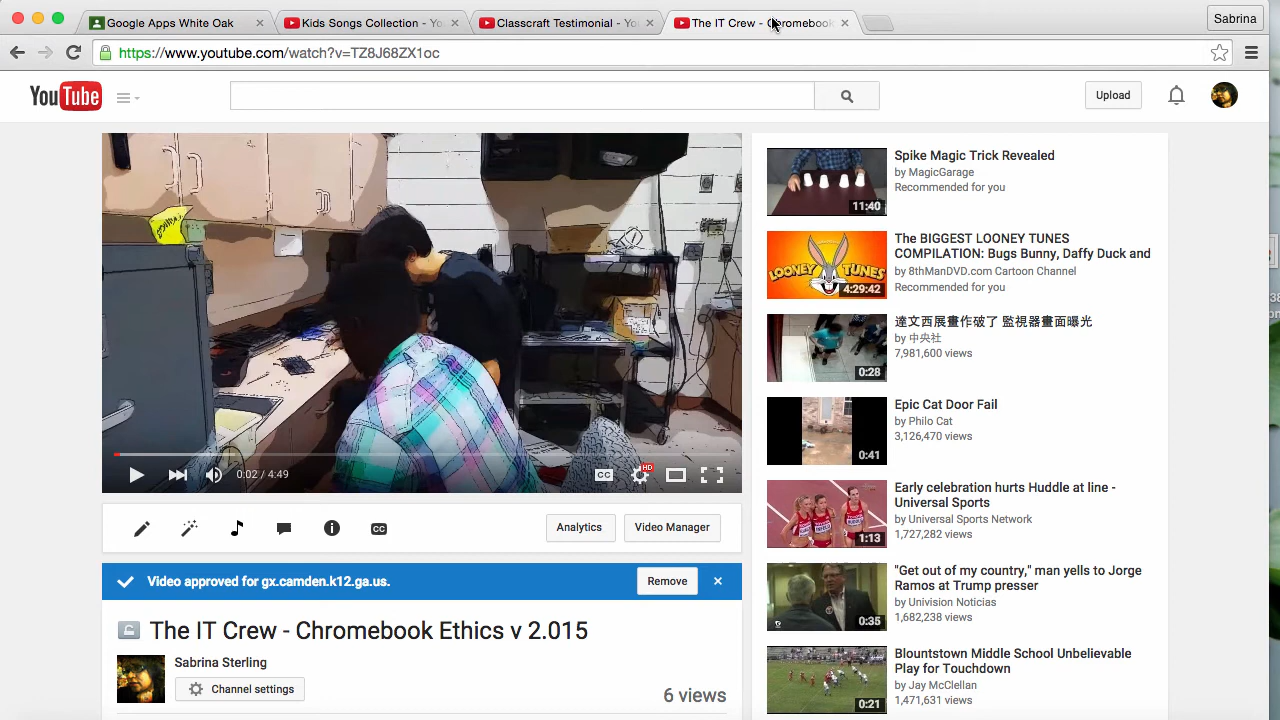 Google Apps White Oak
Kids Songs Collection - Yo
Classcraft Testimonial - You
The IT Crew - Chromebook
Sabrina
https://www.youtube.com/watch?v=TZ8J68ZX1oc
YouTube
Upload
Spike Magic Trick Revealed
by MagicGarage
Recommended for you
11:40
The BIGGEST LOONEY TUNES
COMPILATION: Bugs Bunny, Daffy Duck and
by 8thManDVD.com Cartoon Channel
Recommended for you
LOONEY TUNES
4:29:42
達文西展畫作破了 監視器畫面曝光
by 中央社
7,981,600 views
0:28
Epic Cat Door Fail
by Philo Cat
3,126,470 views
0:41
Early celebration hurts Huddle at line -
Universal Sports
by Universal Sports Network
1,727,282 views
1:13
"Get out of my country," man yells to Jorge
Ramos at Trump presser
by Univision Noticias
1,682,238 views
0:35
Blountstown Middle School Unbelievable
Play for Touchdown
by Jay McClellan
1,471,631 views
0:21
0:02 / 4:49
CC
HD
CC
Analytics
Video Manager
Video approved for gx.camden.k12.ga.us.
Remove
The IT Crew - Chromebook Ethics v 2.015
Sabrina Sterling
Channel settings
6 views